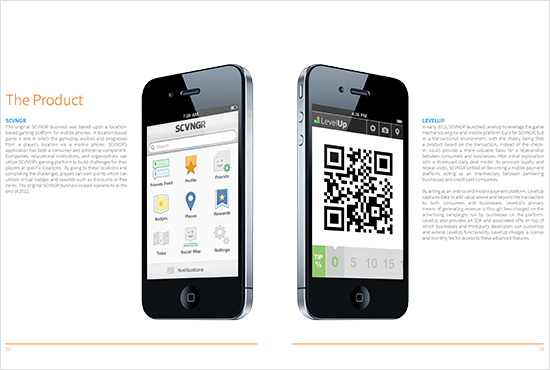 The Product
SCVNGR
The original SCVNGR business was based upon a location-
based gaming platform for mobile phones. A location-based
game is one in which the gameplay evolves and progresses
from a player's location via a mobile phone. SCVNGR's
application has both a consumer and enterprise component.
Companies, educational institutions, and organizations can
utilize SCVNGR's gaming platform to build challenges for their
players at specific locations. By going to these locations and
completing the challenges, players can earn points which can
unlock virtual badges and rewards such as discounts or free
items. The original SCVNGR business ceased operations at the
end of 2012.
7:29 AM
SCVNGR
Search
Friends Feed
Profile
Friends
Badges
Places
Rewards
Treks
Social Map
Settings
Notifications
4:36 PM
LevelUp
TIP
%
0 5 10 15
LEVELUP
In early 2011, SCVNGR launched LevelUp to leverage the game
mechanics engine and mobile platform built for SCVNGR, but
in a transactional environment, with the theory being that
a product based on the transaction, instead of the check-
in, could provide a more valuable basis for a relationship
between consumers and businesses. After initial exploration
with a three-part daily deal model (to promote loyalty and
repeat visits), SCVNGR settled on becoming a mobile payment
platform, acting as an intermediary between partnering
businesses and credit card companies.
By acting as an end-to-end mobile payment platform, LevelUp
captures data to add value above and beyond the transaction
to both consumers and businesses. LevelUp's primary
means of generating revenue is through fees charged on the
advertising campaigns run by businesses on the platform.
LevelUp also provides an SDK and associated APIs on top of
which businesses and third-party developers can customize
and extend LevelUp functionality. LevelUp charges a license
and monthly fee for access to these advanced features.